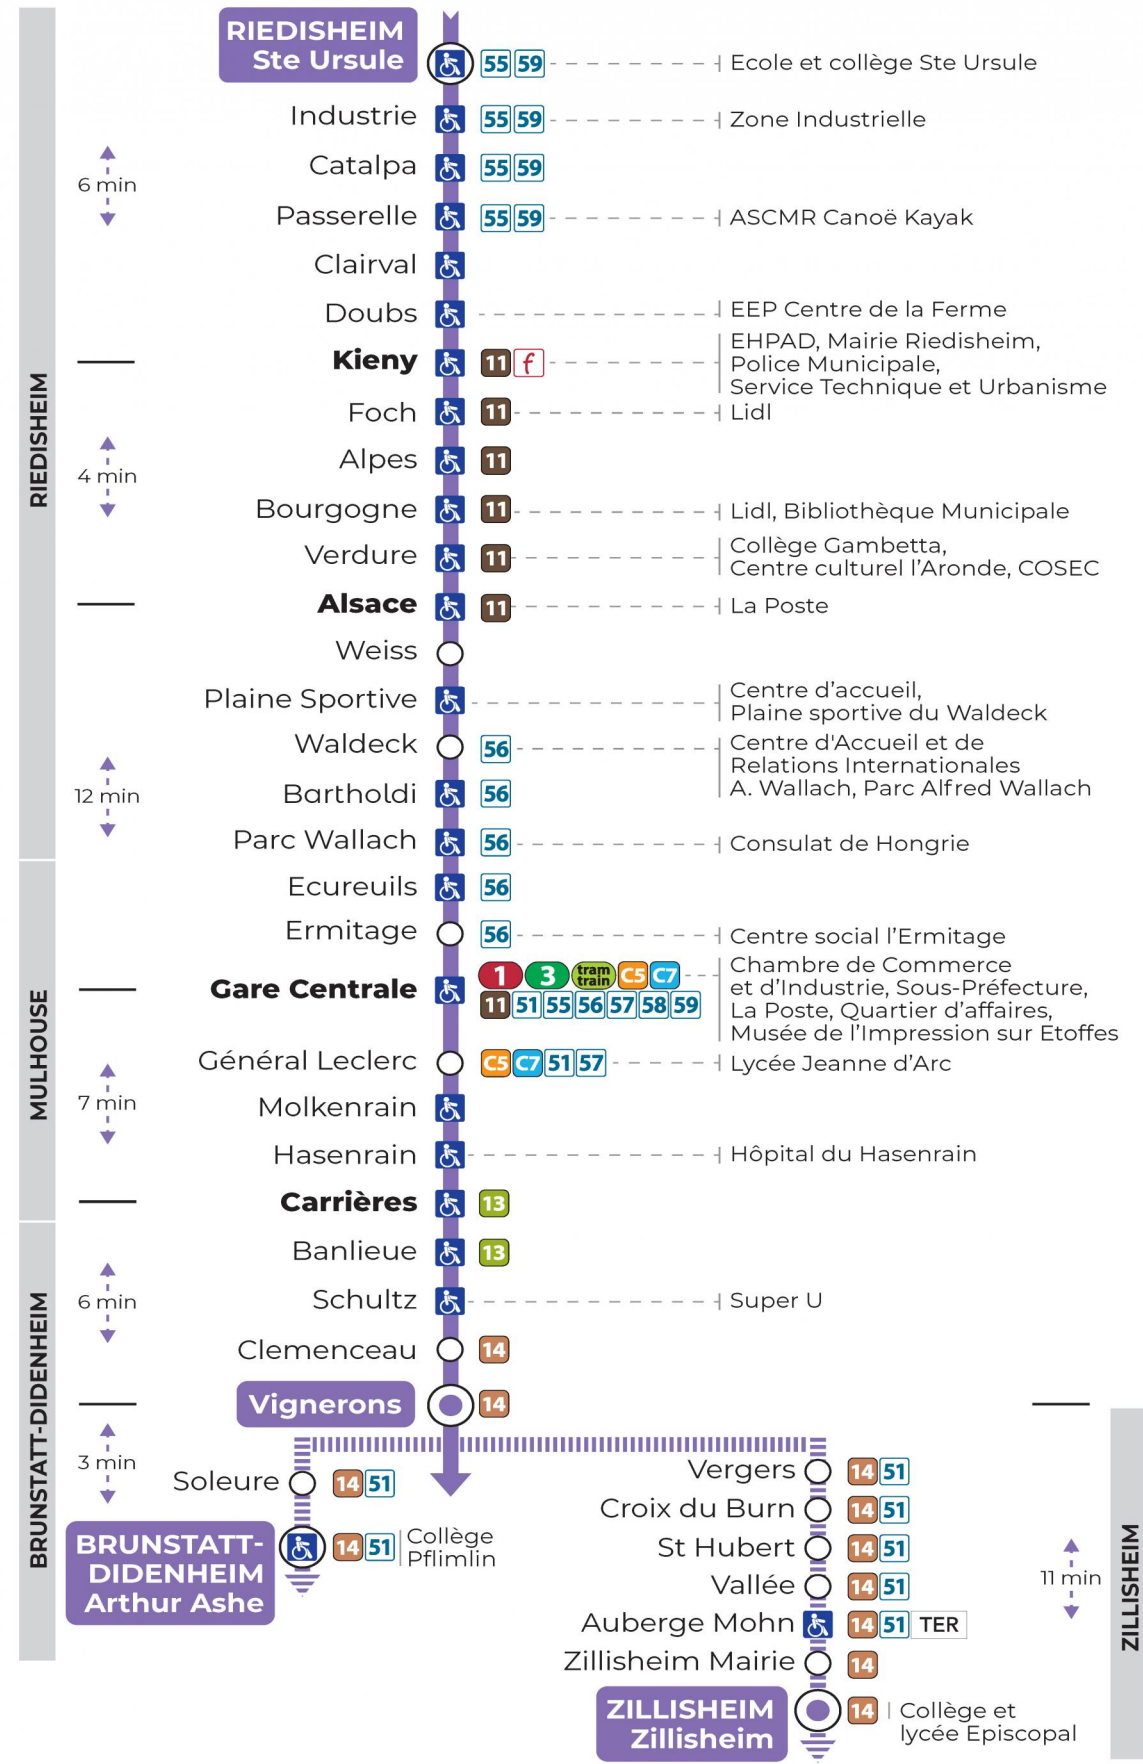 RIEDISHEIM
Ste Ursule
55 59
Ecole et collège Ste Ursule
Industrie
55 59
Zone Industrielle
Catalpa
55 59
6 min
Passerelle
55 59
ASCMR Canoë Kayak
Clairval
Doubs
EEP Centre de la Ferme
Kieny
11 f
EHPAD, Mairie Riedisheim,
Police Municipale,
Service Technique et Urbanisme
RIEDISHEIM
Foch
11
Lidl
Alpes
11
4 min
Bourgogne
11
Lidl, Bibliothèque Municipale
Verdure
11
Collège Gambetta,
Centre culturel l’Aronde, COSEC
Alsace
11
La Poste
Weiss
Plaine Sportive
Centre d’accueil,
Plaine sportive du Waldeck
Waldeck
56
Centre d'Accueil et de
Relations Internationales
A. Wallach, Parc Alfred Wallach
12 min
Bartholdi
56
Parc Wallach
56
Consulat de Hongrie
Ecureuils
56
Ermitage
56
Centre social l’Ermitage
Gare Centrale
1 3 tram train C5 C7
11 51 55 56 57 58 59
Chambre de Commerce
et d’Industrie, Sous-Préfecture,
La Poste, Quartier d’affaires,
Musée de l’Impression sur Etoffes
MULHOUSE
Général Leclerc
C5 C7 51 57
Lycée Jeanne d’Arc
7 min
Molkenrain
Hasenrain
Hôpital du Hasenrain
Carrières
13
Banlieue
13
6 min
Schultz
Super U
Clemenceau
14
Vignerons
14
BRUNSTATT-DIDENHEIM
3 min
Soleure
14 51
BRUNSTATT-
DIDENHEIM
Arthur Ashe
14 51
Collège
Pflimlin
Vergers
14 51
Croix du Burn
14 51
St Hubert
14 51
Vallée
14 51
11 min
Auberge Mohn
14 51 TER
Zillisheim Mairie
14
ZILLISHEIM
Zillisheim
14
Collège et
lycée Episcopal
ZILLISHEIM